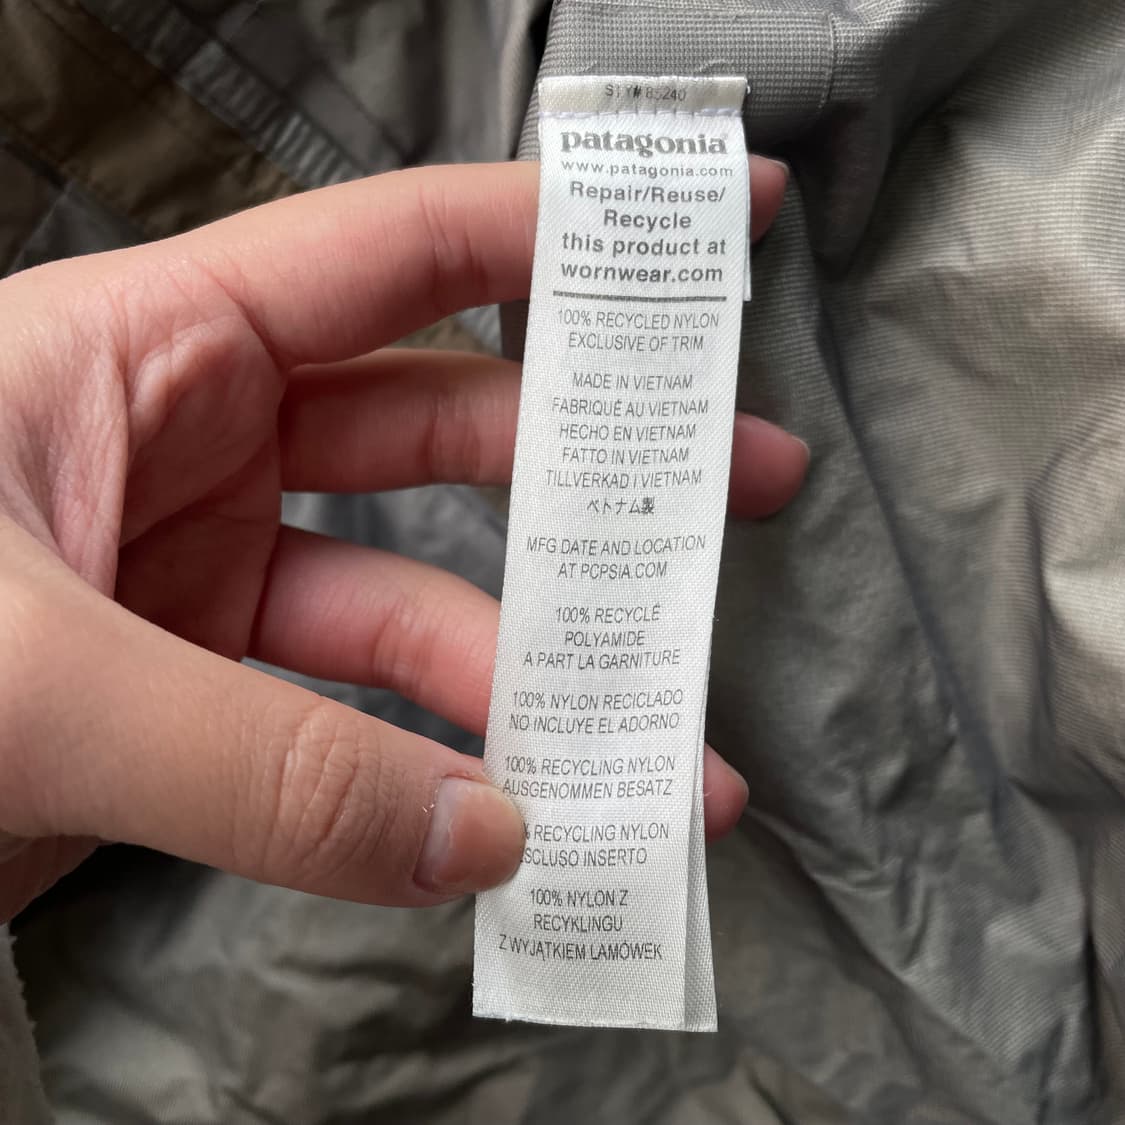 STY# 85240
patagonia®
www.patagonia.com
Repair/Reuse/
Recycle
this product at
wornwear.com
100% RECYCLED NYLON
EXCLUSIVE OF TRIM
MADE IN VIETNAM
FABRIQUÉ AU VIETNAM
HECHO EN VIETNAM
FATTO IN VIETNAM
TILLVERKAD I VIETNAM
ベトナム製
MFG DATE AND LOCATION
AT PCPSIA.COM
100% RECYCLÉ
POLYAMIDE
A PART LA GARNITURE
100% NYLON RECICLADO
NO INCLUYE EL ADORNO
100% RECYCLING NYLON
AUSGENOMMEN BESATZ
% RECYCLING NYLON
SCLUSO INSERTO
100% NYLON Z
RECYKLINGU
Z WYJĄTKIEM LAMÓWEK